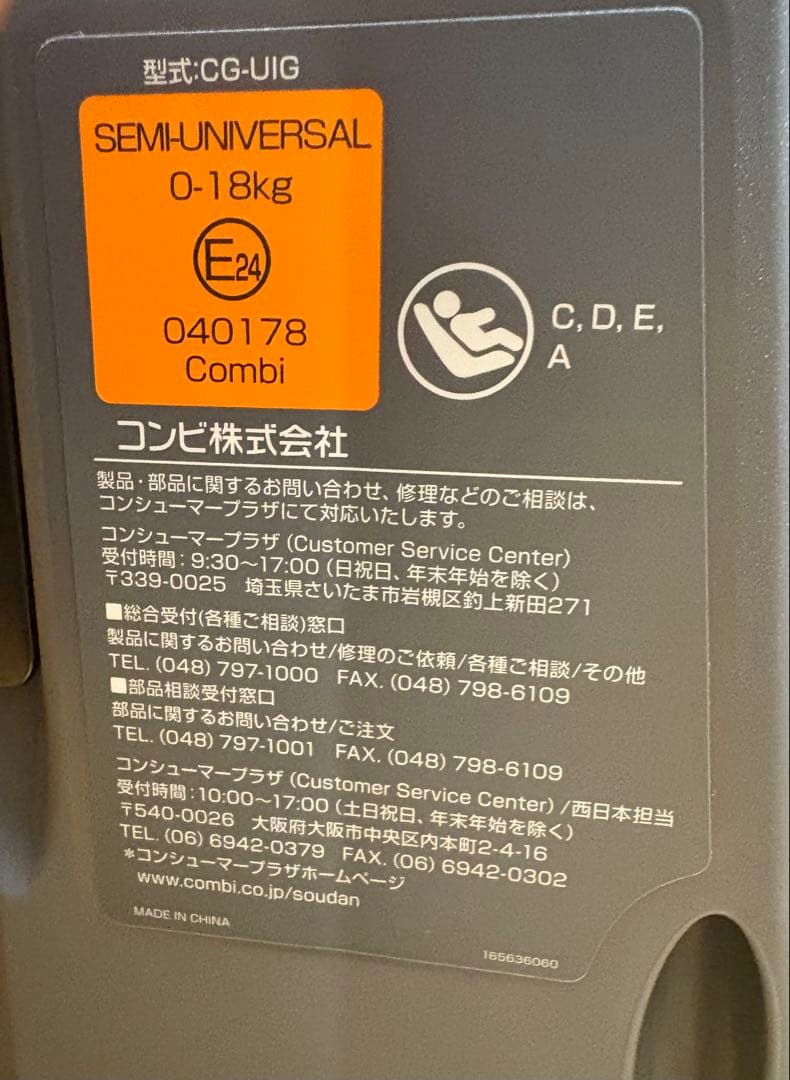 型式:CG-UIG
SEMI-UNIVERSAL
0-18kg
E24
040178
Combi
C, D, E,
A
コンビ株式会社
製品・部品に関するお問い合わせ、修理などのご相談は、
コンシューマープラザにて対応いたします。
コンシューマープラザ (Customer Service Center)
受付時間：9:30～17:00 (日祝日、年末年始を除く)
〒339-0025 埼玉県さいたま市岩槻区釣上新田271
■総合受付(各種ご相談)窓口
製品に関するお問い合わせ/修理のご依頼/各種ご相談/その他
TEL. (048) 797-1000 FAX. (048) 798-6109
■部品相談受付窓口
部品に関するお問い合わせ/ご注文
TEL. (048) 797-1001 FAX. (048) 798-6109
コンシューマープラザ (Customer Service Center) /西日本担当
受付時間：10:00～17:00 (土日祝日、年末年始を除く)
〒540-0026 大阪府大阪市中央区内本町2-4-16
TEL. (06) 6942-0379 FAX. (06) 6942-0302
*コンシューマープラザホームページ
www.combi.co.jp/soudan
MADE IN CHINA
165636060